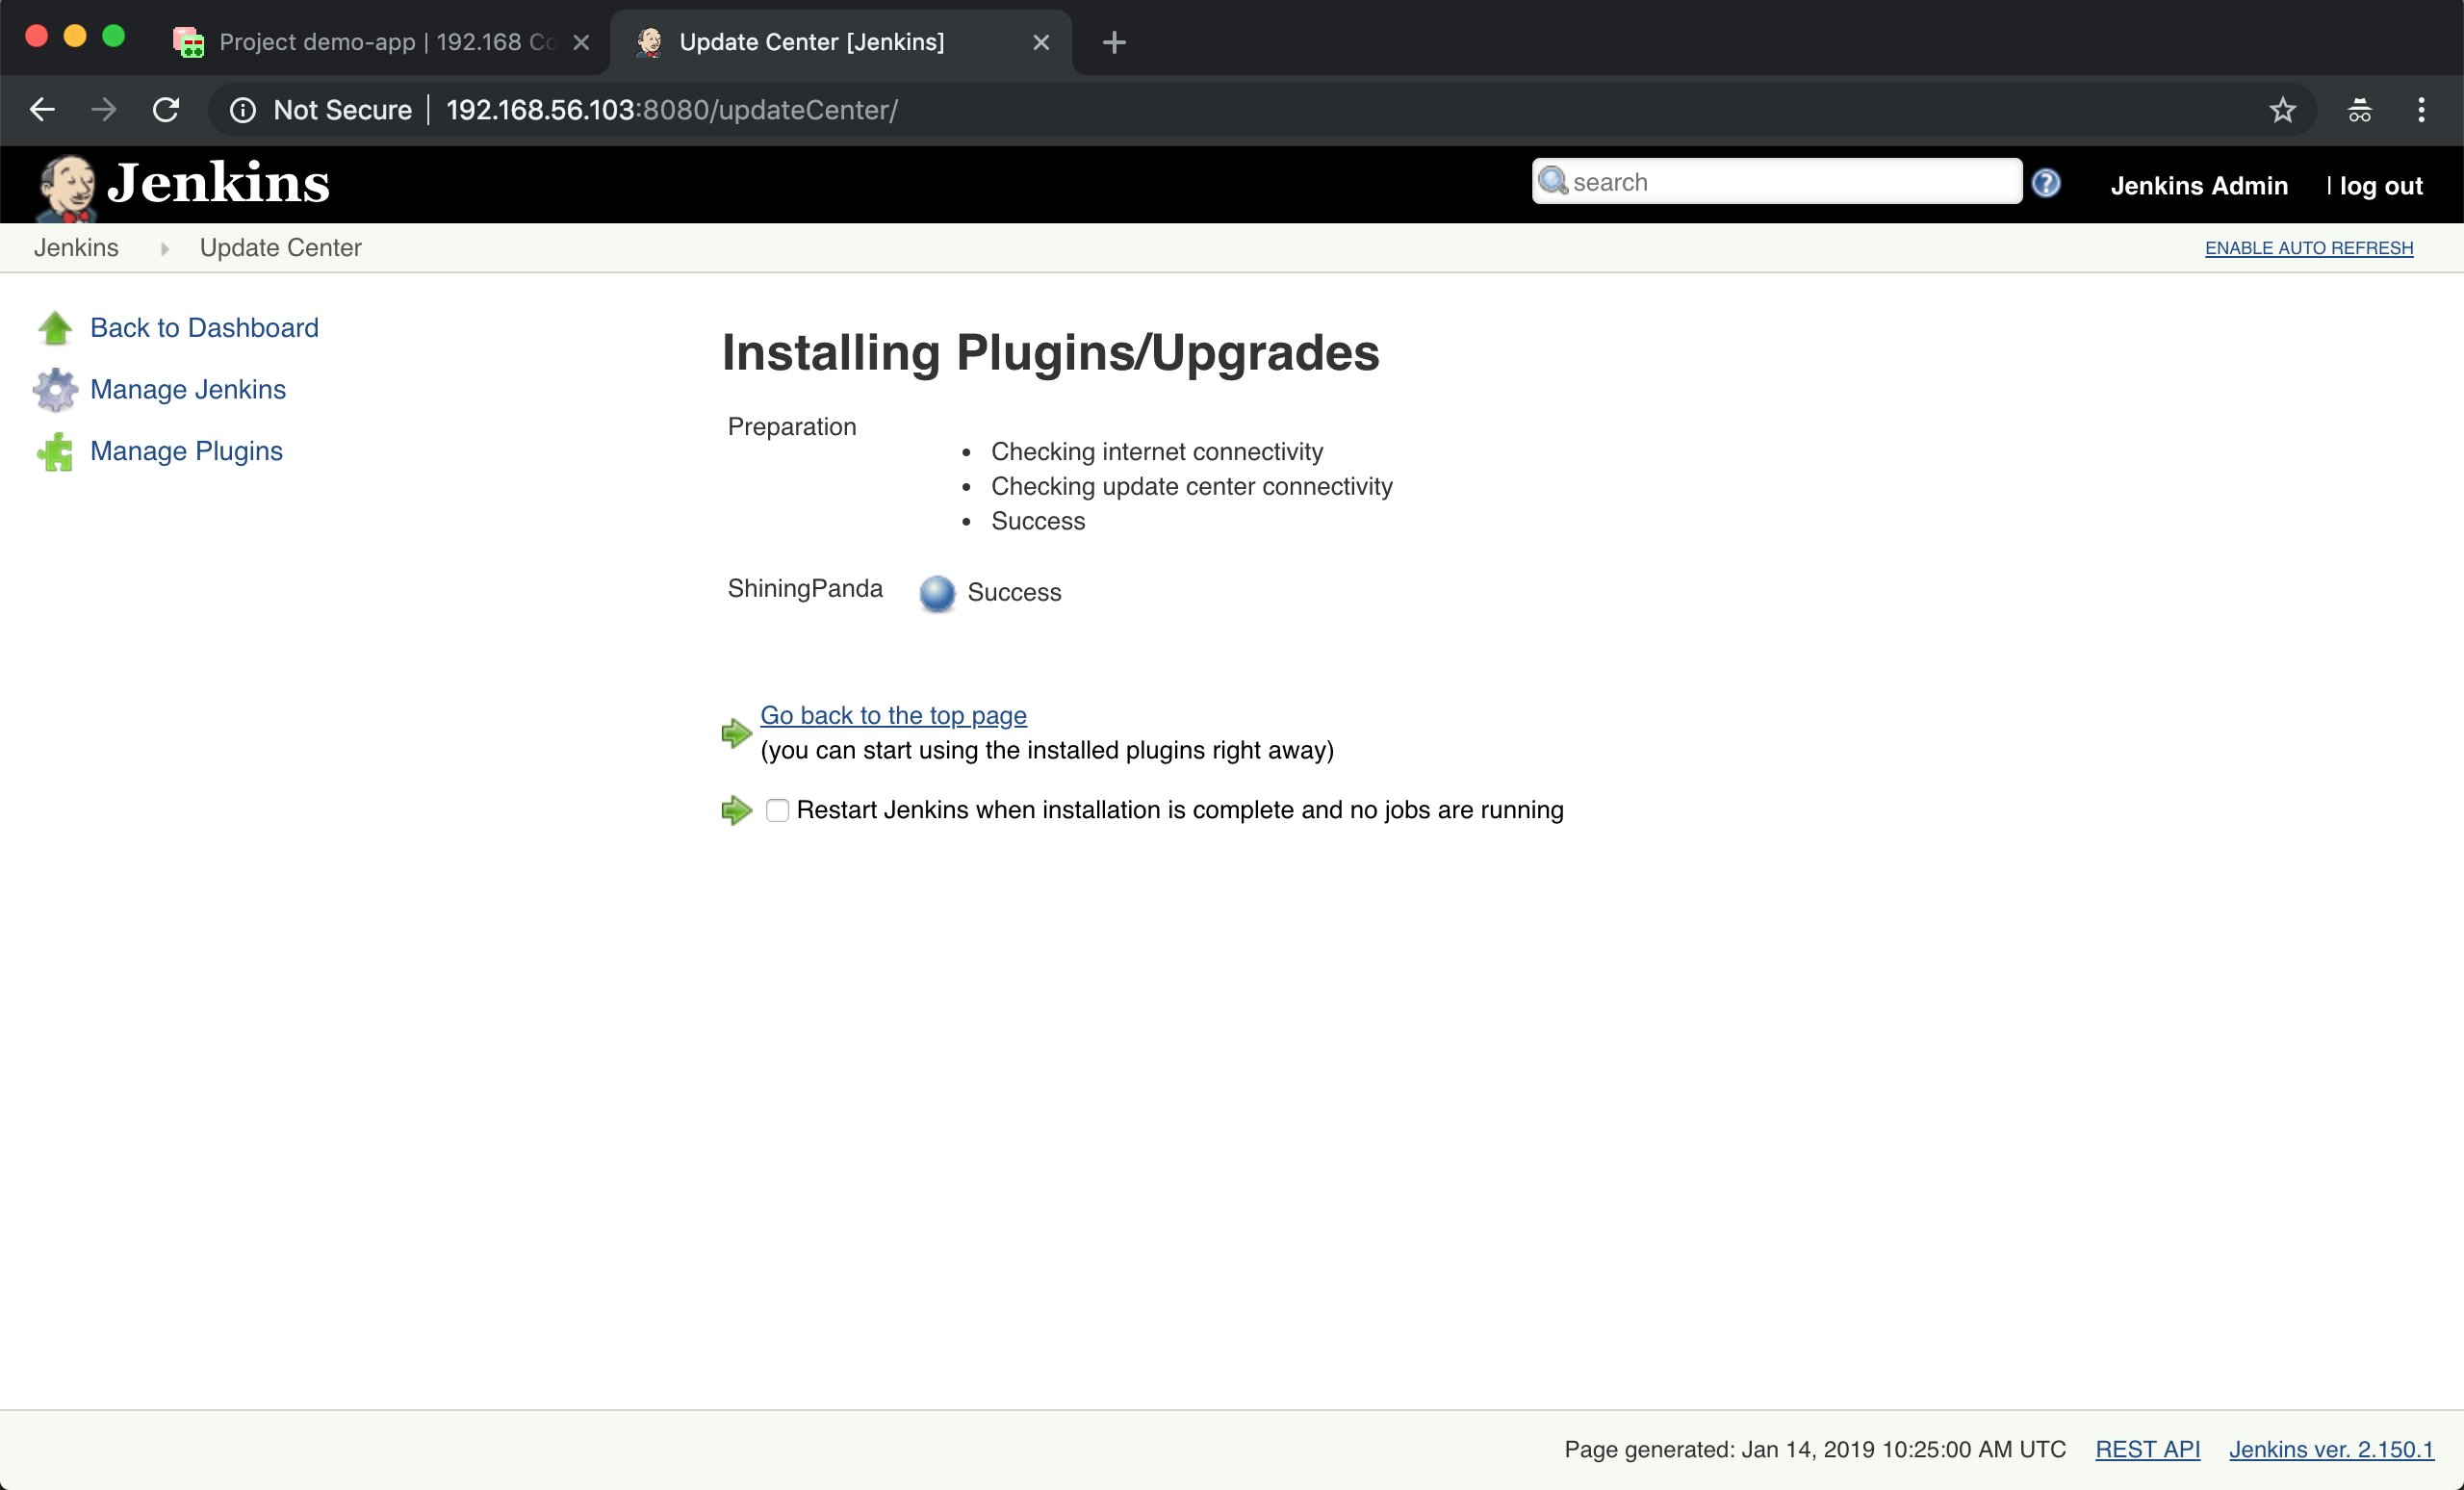 Project demo-app | 192.168 Co
Update Center [Jenkins]
Not Secure | 192.168.56.103:8080/updateCenter/
Jenkins
search
Jenkins Admin | log out
Jenkins Update Center
ENABLE AUTO REFRESH
Back to Dashboard
Manage Jenkins
Manage Plugins
Installing Plugins/Upgrades
Preparation
• Checking internet connectivity
• Checking update center connectivity
• Success
ShiningPanda Success
Go back to the top page
(you can start using the installed plugins right away)
Restart Jenkins when installation is complete and no jobs are running
Page generated: Jan 14, 2019 10:25:00 AM UTC REST API Jenkins ver. 2.150.1